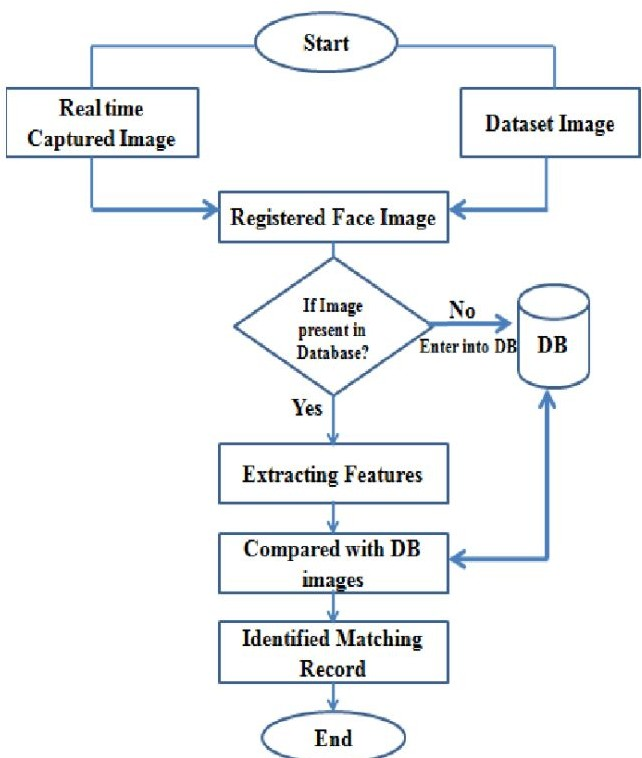 Start
Real time
Captured Image
Dataset Image
Registered Face Image
If Image
present in
Database?
No
Enter into DB
DB
Yes
Extracting Features
Compared with DB
images
Identified Matching
Record
End